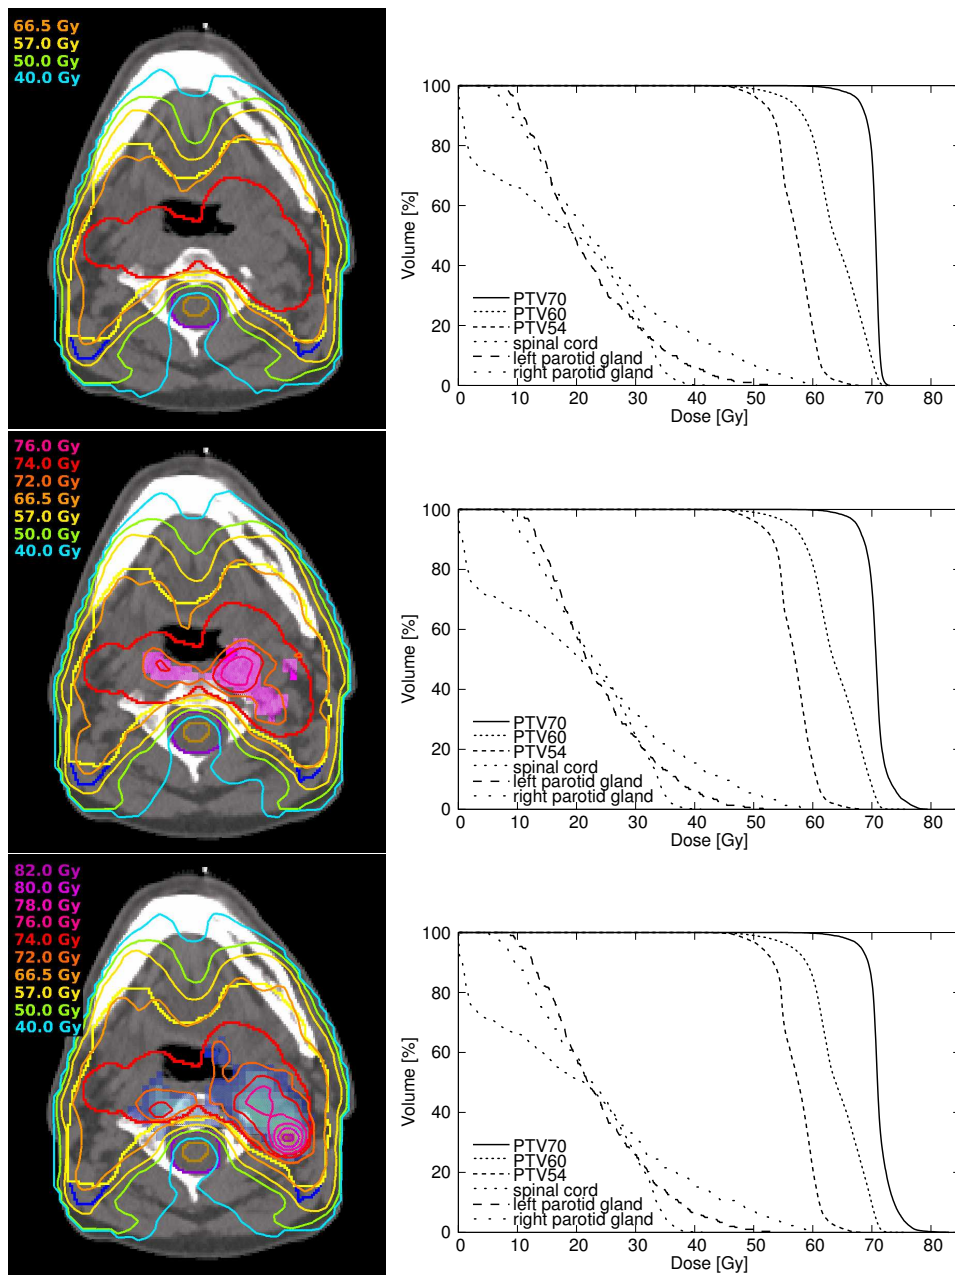 66.5 Gy
57.0 Gy
50.0 Gy
40.0 Gy
100
80
60
40
20
0
Volume [%]
PTV70
PTV60
PTV54
spinal cord
left parotid gland
right parotid gland
0 10 20 30 40 50 60 70 80
Dose [Gy]
76.0 Gy
74.0 Gy
72.0 Gy
66.5 Gy
57.0 Gy
50.0 Gy
40.0 Gy
100
80
60
40
20
0
Volume [%]
PTV70
PTV60
PTV54
spinal cord
left parotid gland
right parotid gland
0 10 20 30 40 50 60 70 80
Dose [Gy]
82.0 Gy
80.0 Gy
78.0 Gy
76.0 Gy
74.0 Gy
72.0 Gy
66.5 Gy
57.0 Gy
50.0 Gy
40.0 Gy
100
80
60
40
20
0
Volume [%]
PTV70
PTV60
PTV54
spinal cord
left parotid gland
right parotid gland
0 10 20 30 40 50 60 70 80
Dose [Gy]